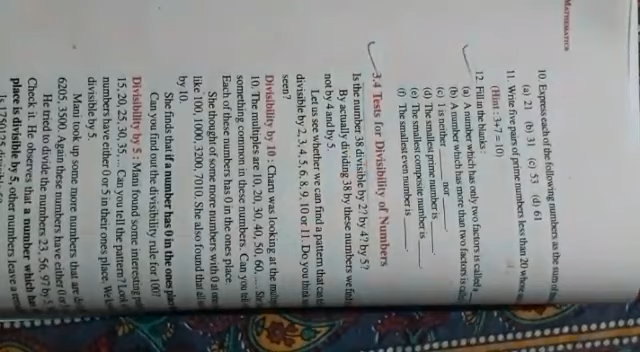 MATHEMATICS
10. Express each of the following numbers as the sum of
(a) 21 (b) 31 (c) 53 (d) 61
11. Write five pairs of prime numbers less than 20 whose
(Hint : 3+7 = 10)
12. Fill in the blanks :
(a) A number which has only two factors is called a
(b) A number which has more than two factors is
(c) 1 is neither ______ nor ______.
(d) The smallest prime number is ______.
(e) The smallest composite number is ______.
(f) The smallest even number is ______.
3.4 Tests for Divisibility of Numbers
Is the number 38 divisible by 2? by 4? by 5?
By actually dividing 38 by these numbers we
not by 4 and by 5.
Let us see whether we can find a pattern that can
divisible by 2, 3, 4, 5, 6, 8, 9, 10 or 11. Do you think
seen?
Divisibility by 10 : Charu was looking at the
10. The multiples are 10, 20, 30, 40, 50, 60, ....
something common in these numbers. Can you
Each of these numbers has 0 in the ones place.
She thought of some more numbers with 0 at
like 100, 1000, 3200, 7010. She also found that
by 10.
She finds that if a number has 0 in the ones
Can you find out the divisibility rule for 100?
Divisibility by 5 : Mani found some interesting
15, 20, 25, 30, 35, ... Can you tell the pattern?
numbers have either 0 or 5 in their ones place. We
divisible by 5.
Mani took up some more numbers that are
6205, 3500. Again these numbers have either 0 or
He tried to divide the numbers 23, 56, 97 by 5.
Check it. He observes that a number which has
place is divisible by 5, other numbers leave a
Is 1750125 divisible